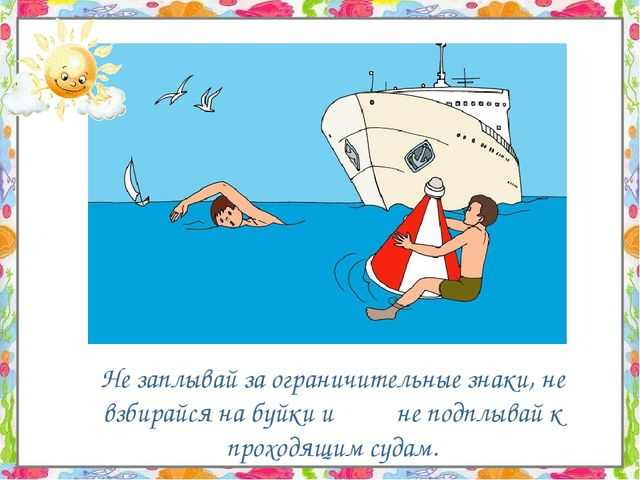 Не заплывай за ограничительные знаки, не
взбирайся на буйки и не подплывай к
проходящим судам.